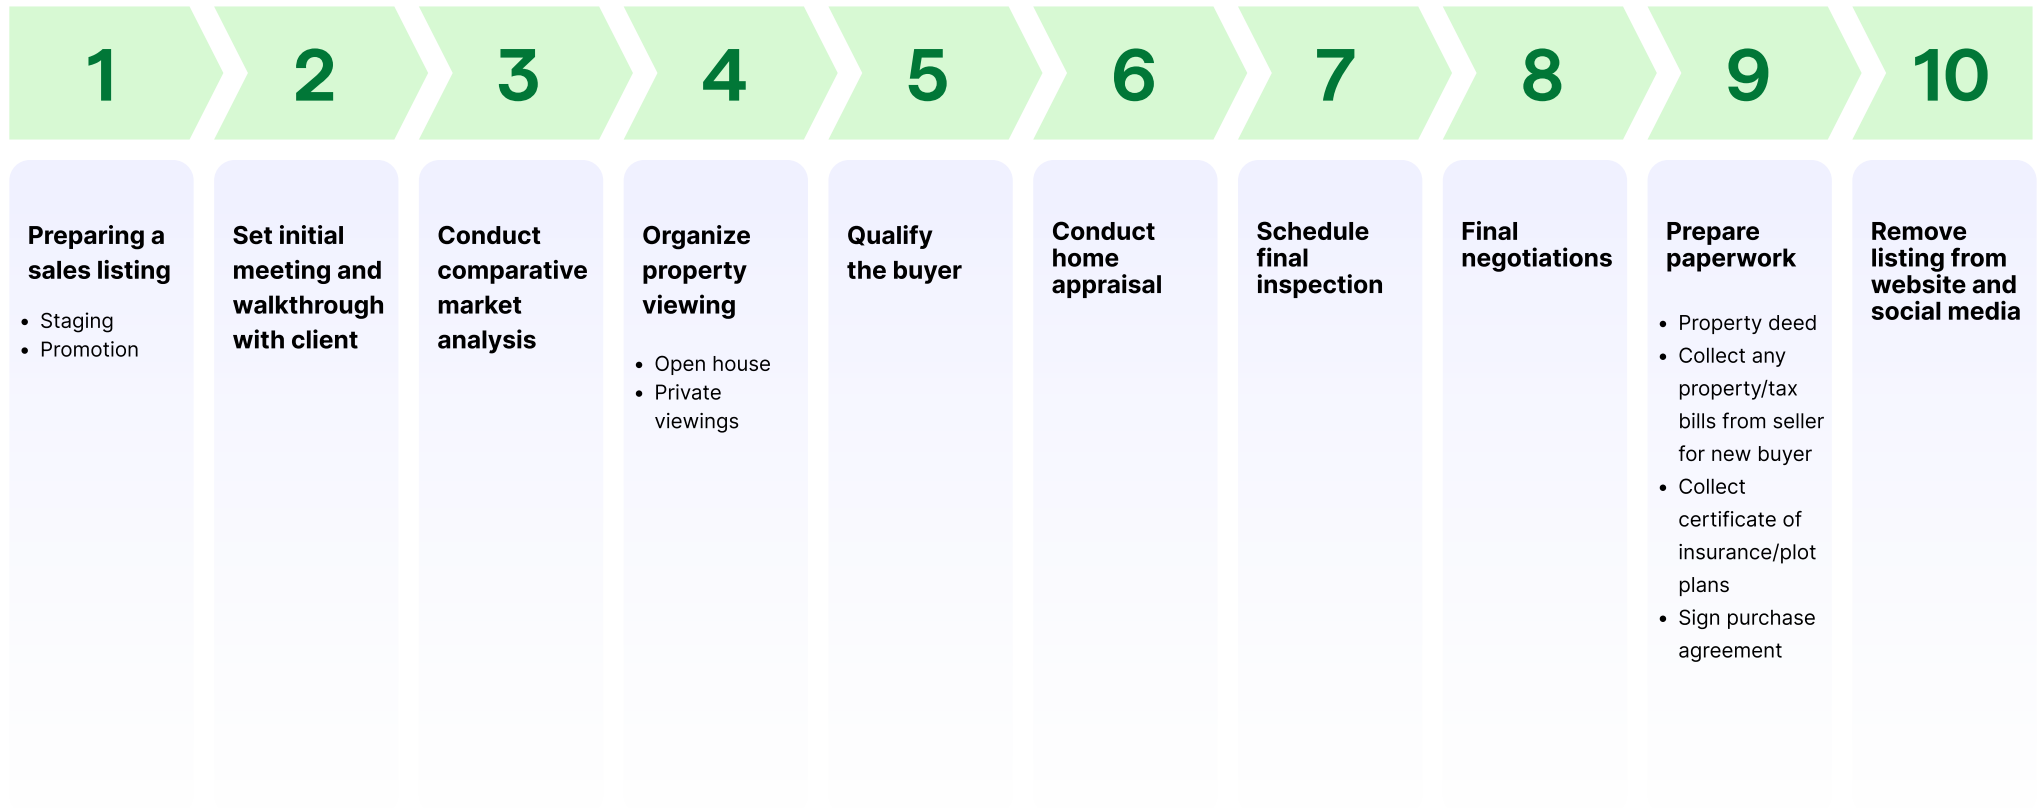 1
2
3
4
5
6
7
8
9
10
Preparing a
sales listing
• Staging
• Promotion
Set initial
meeting and
walkthrough
with client
Conduct
comparative
market
analysis
Organize
property
viewing
• Open house
• Private
viewings
Qualify
the buyer
Conduct
home
appraisal
Schedule
final
inspection
Final
negotiations
Prepare
paperwork
• Property deed
• Collect any
property/tax
bills from seller
for new buyer
• Collect
certificate of
insurance/plot
plans
• Sign purchase
agreement
Remove
listing from
website and
social media